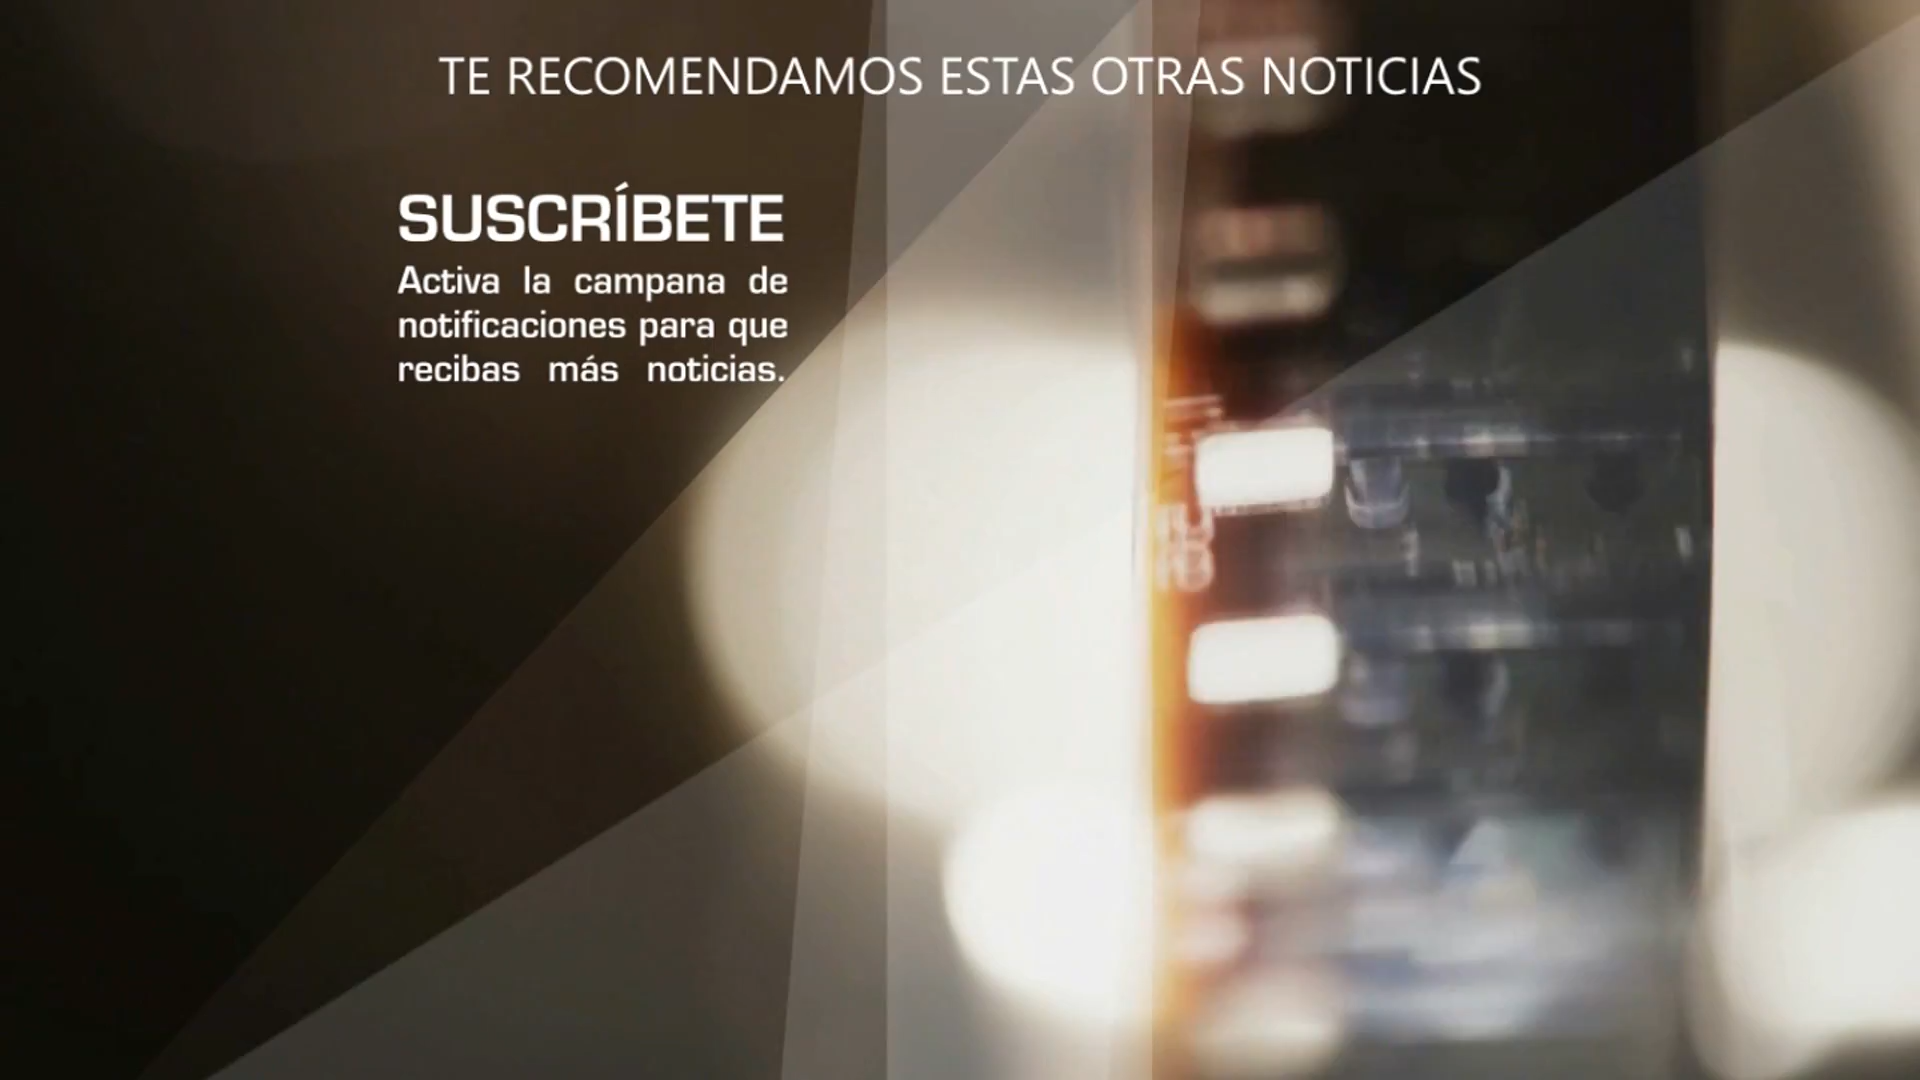 TE RECOMENDAMOS ESTAS OTRAS NOTICIAS
SUSCRÍBETE
Activa la campana de
notificaciones para que
recibas más noticias.